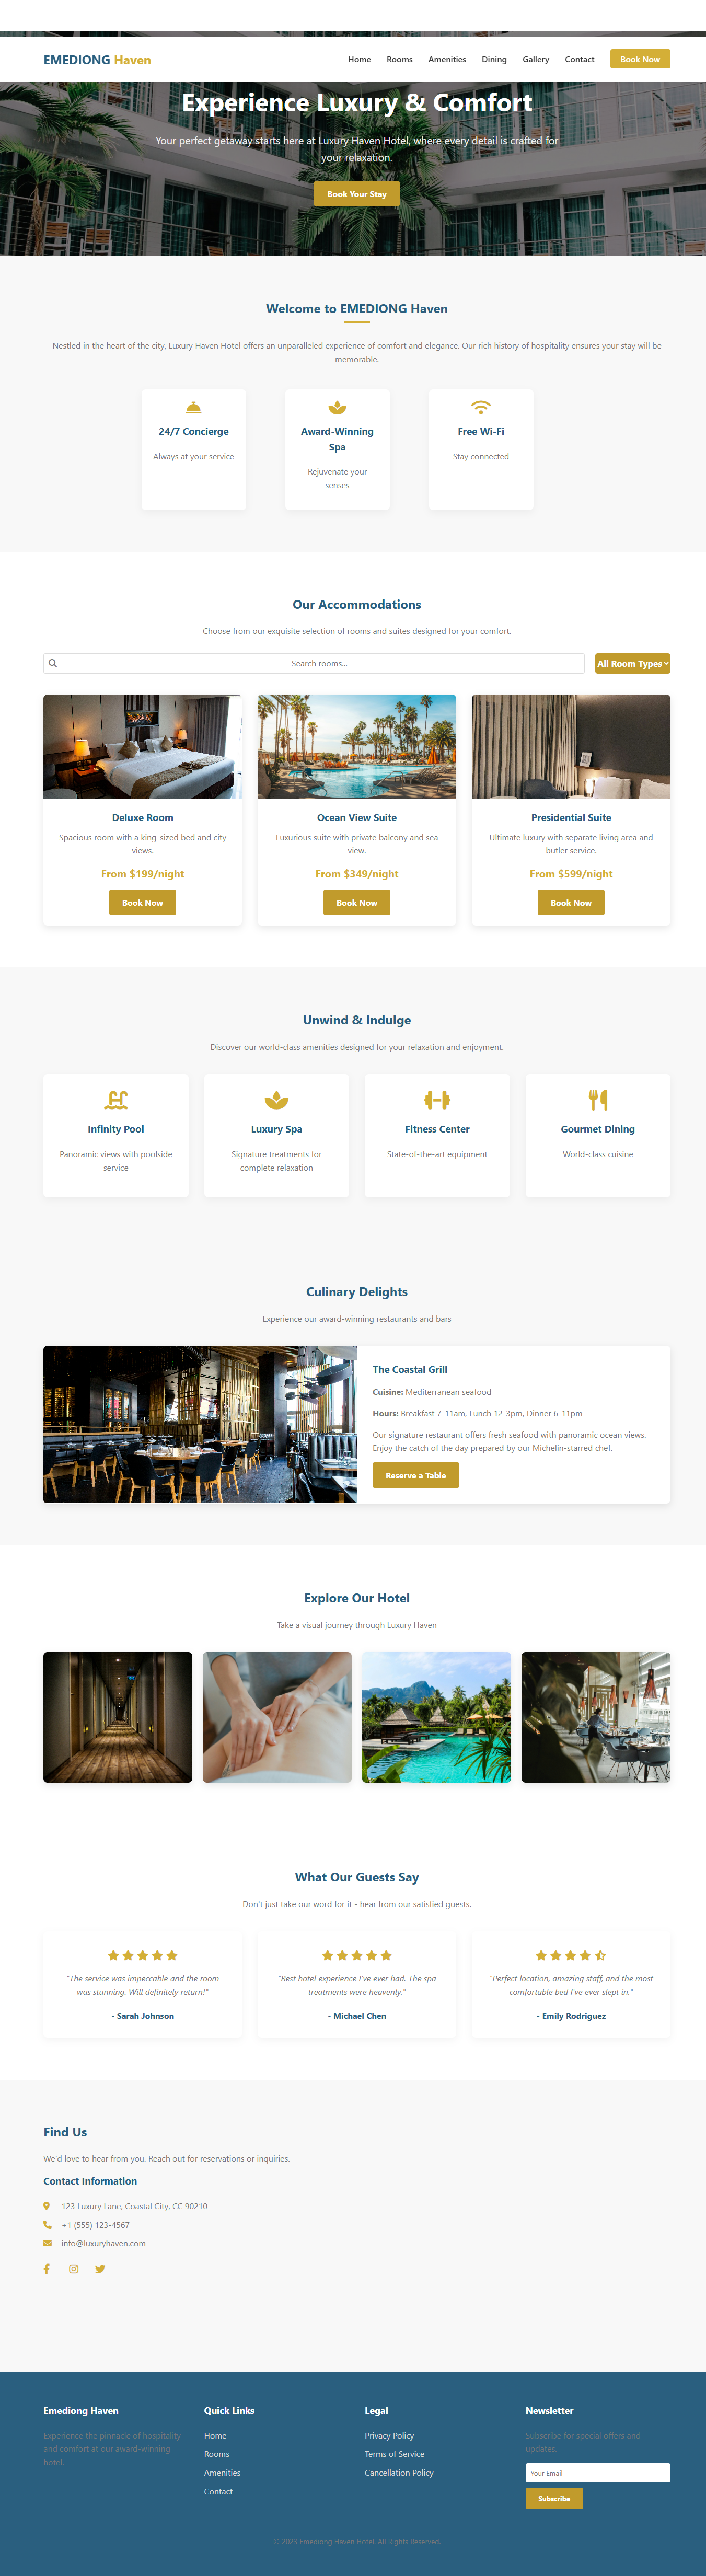 EMEDIONG Haven
Home Rooms Amenities Dining Gallery Contact Book Now
Experience Luxury & Comfort
Your perfect getaway starts here at Luxury Haven Hotel, where every detail is crafted for
your relaxation.
Book Your Stay
Welcome to EMEDIONG Haven
Nestled in the heart of the city, Luxury Haven Hotel offers an unparalleled experience of comfort and elegance. Our rich history of hospitality ensures your stay will be
memorable.
24/7 Concierge
Always at your service
Award-Winning
Spa
Rejuvenate your
senses
Free Wi-Fi
Stay connected
Our Accommodations
Choose from our exquisite selection of rooms and suites designed for your comfort.
Search rooms...
All Room Types
Deluxe Room
Spacious room with a king-sized bed and city
views.
From $199/night
Book Now
Ocean View Suite
Luxurious suite with private balcony and sea
view.
From $349/night
Book Now
Presidential Suite
Ultimate luxury with separate living area and
butler service.
From $599/night
Book Now
Unwind & Indulge
Discover our world-class amenities designed for your relaxation and enjoyment.
Infinity Pool
Panoramic views with poolside
service
Luxury Spa
Signature treatments for
complete relaxation
Fitness Center
State-of-the-art equipment
Gourmet Dining
World-class cuisine
Culinary Delights
Experience our award-winning restaurants and bars
The Coastal Grill
Cuisine: Mediterranean seafood
Hours: Breakfast 7-11am, Lunch 12-3pm, Dinner 6-11pm
Our signature restaurant offers fresh seafood with panoramic ocean views.
Enjoy the catch of the day prepared by our Michelin-starred chef.
Reserve a Table
Explore Our Hotel
Take a visual journey through Luxury Haven
What Our Guests Say
Don't just take our word for it - hear from our satisfied guests.
"The service was impeccable and the room
was stunning. Will definitely return!"
- Sarah Johnson
"Best hotel experience I've ever had. The spa
treatments were heavenly."
- Michael Chen
"Perfect location, amazing staff, and the most
comfortable bed I've ever slept in."
- Emily Rodriguez
Find Us
We'd love to hear from you. Reach out for reservations or inquiries.
Contact Information
123 Luxury Lane, Coastal City, CC 90210
+1 (555) 123-4567
info@luxuryhaven.com
Emediong Haven
Experience the pinnacle of hospitality
and comfort at our award-winning
hotel.
Quick Links
Home
Rooms
Amenities
Contact
Legal
Privacy Policy
Terms of Service
Cancellation Policy
Newsletter
Subscribe for special offers and
updates.
Your Email
Subscribe
© 2023 Emediong Haven Hotel. All Rights Reserved.